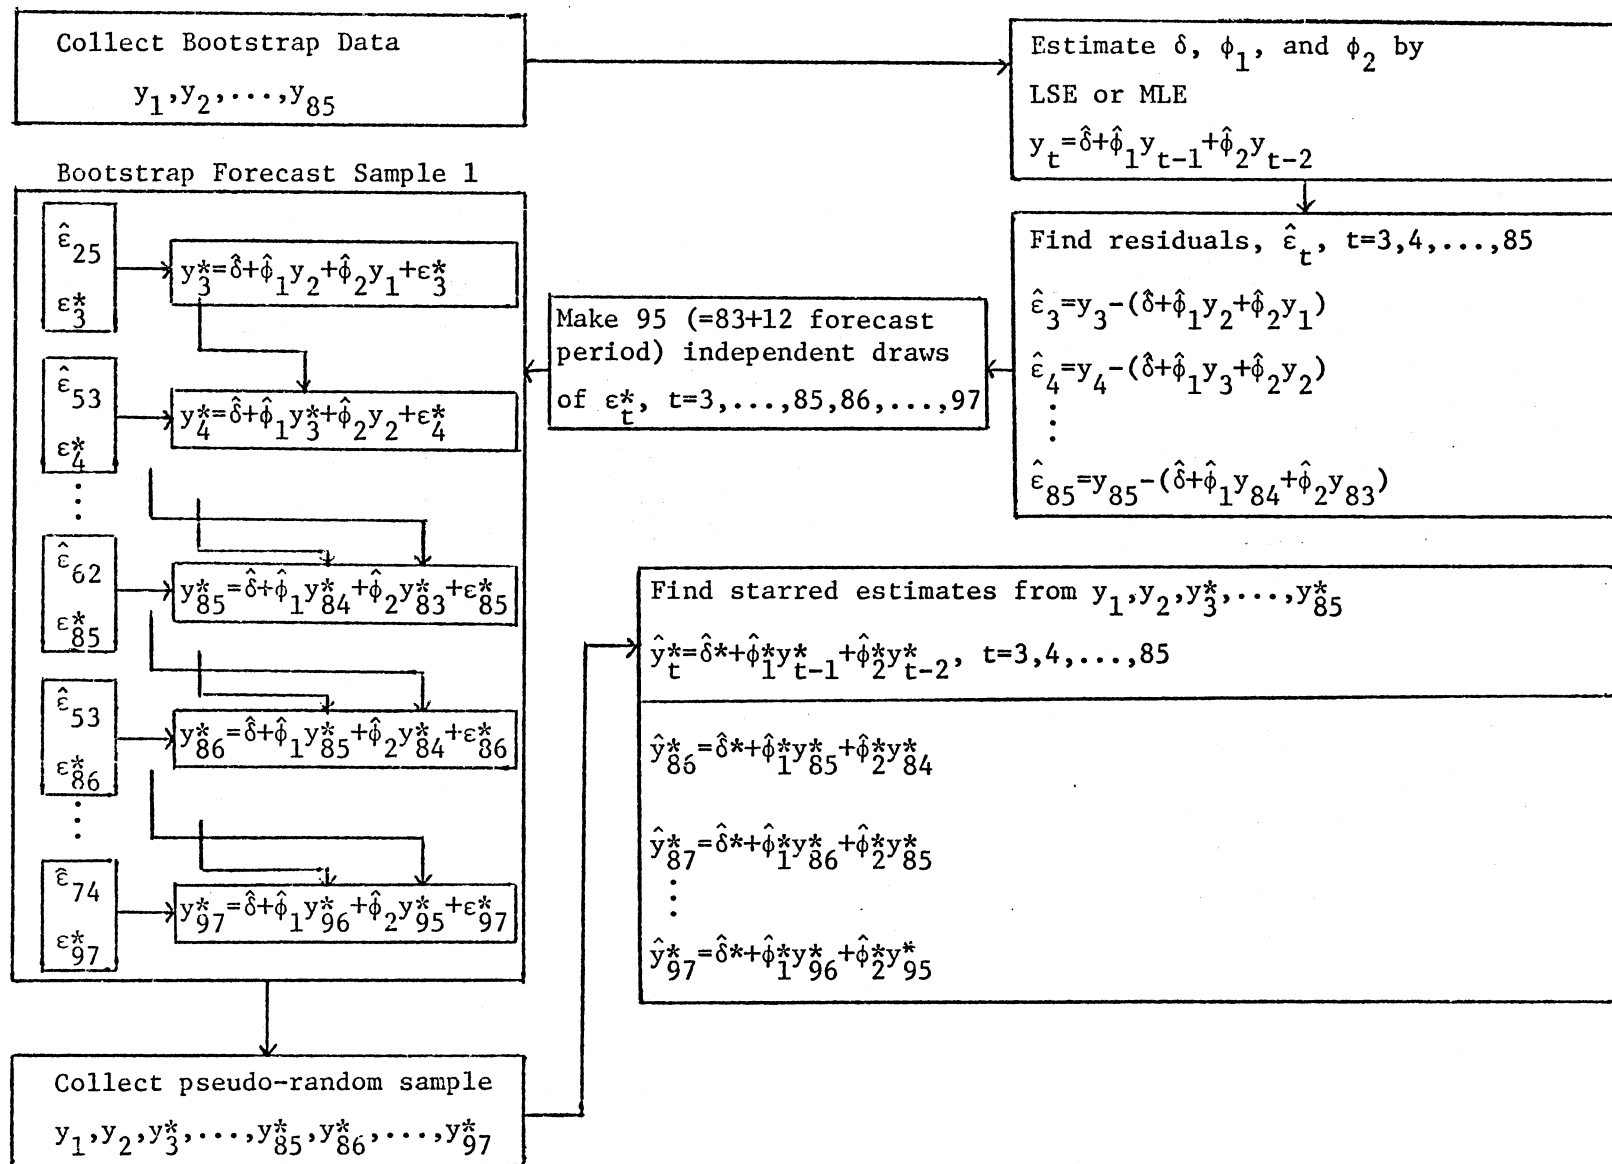 Collect Bootstrap Data
y₁,y₂,...,y₈₅
Estimate δ, ϕ₁, and ϕ₂ by
LSE or MLE
y_t=δ̂+ϕ̂₁y_{t-1}+ϕ̂₂y_{t-2}
Find residuals, ε̂_t, t=3,4,...,85
ε̂₃=y₃-(δ̂+ϕ̂₁y₂+ϕ̂₂y₁)
ε̂₄=y₄-(δ̂+ϕ̂₁y₃+ϕ̂₂y₂)
⋮
ε̂₈₅=y₈₅-(δ̂+ϕ̂₁y₈₄+ϕ̂₂y₈₃)
Make 95 (=83+12 forecast
period) independent draws
of ε*_t, t=3,...,85,86,...,97
Bootstrap Forecast Sample 1
ε̂₂₅
ε*₃
y*₃=δ̂+ϕ̂₁y₂+ϕ̂₂y₁+ε*₃
ε̂₅₃
ε*₄
y*₄=δ̂+ϕ̂₁y*₃+ϕ̂₂y₂+ε*₄
⋮
ε̂₆₂
ε*₈₅
y*₈₅=δ̂+ϕ̂₁y*₈₄+ϕ̂₂y*₈₃+ε*₈₅
ε̂₅₃
ε*₈₆
y*₈₆=δ̂+ϕ̂₁y*₈₅+ϕ̂₂y*₈₄+ε*₈₆
⋮
ε̂₇₄
ε*₉₇
y*₉₇=δ̂+ϕ̂₁y*₉₆+ϕ̂₂y*₉₅+ε*₉₇
Collect pseudo-random sample
y₁,y₂,y*₃,...,y*₈₅,y*₈₆,...,y*₉₇
Find starred estimates from y₁,y₂,y*₃,...,y*₈₅
ŷ*_t=δ̂*+ϕ̂*₁y*_{t-1}+ϕ̂*₂y*_{t-2}, t=3,4,...,85
ŷ*₈₆=δ̂*+ϕ̂*₁y*₈₅+ϕ̂*₂y*₈₄
ŷ*₈₇=δ̂*+ϕ̂*₁y*₈₆+ϕ̂*₂y*₈₅
⋮
ŷ*₉₇=δ̂*+ϕ̂*₁y*₉₆+ϕ̂*₂y*₉₅